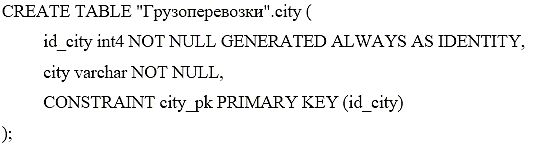 CREATE TABLE "Грузоперевозки".city (
id_city int4 NOT NULL GENERATED ALWAYS AS IDENTITY,
city varchar NOT NULL,
CONSTRAINT city_pk PRIMARY KEY (id_city)
);